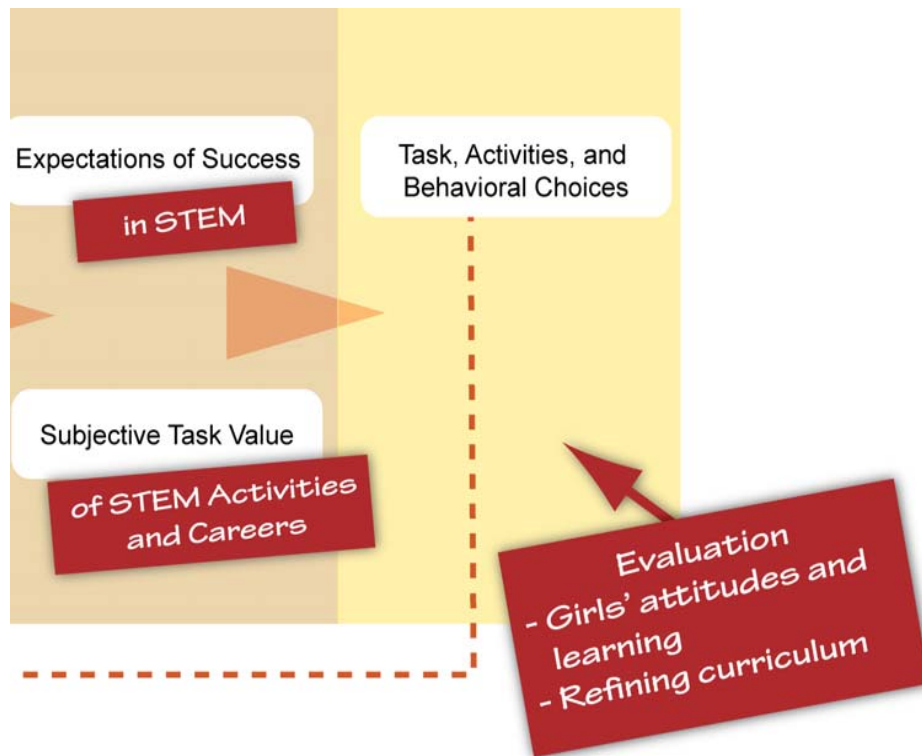 Expectations of Success
in STEM
Task, Activities, and
Behavioral Choices
Subjective Task Value
of STEM Activities
and Careers
Evaluation
- Girls' attitudes and
learning
- Refining curriculum